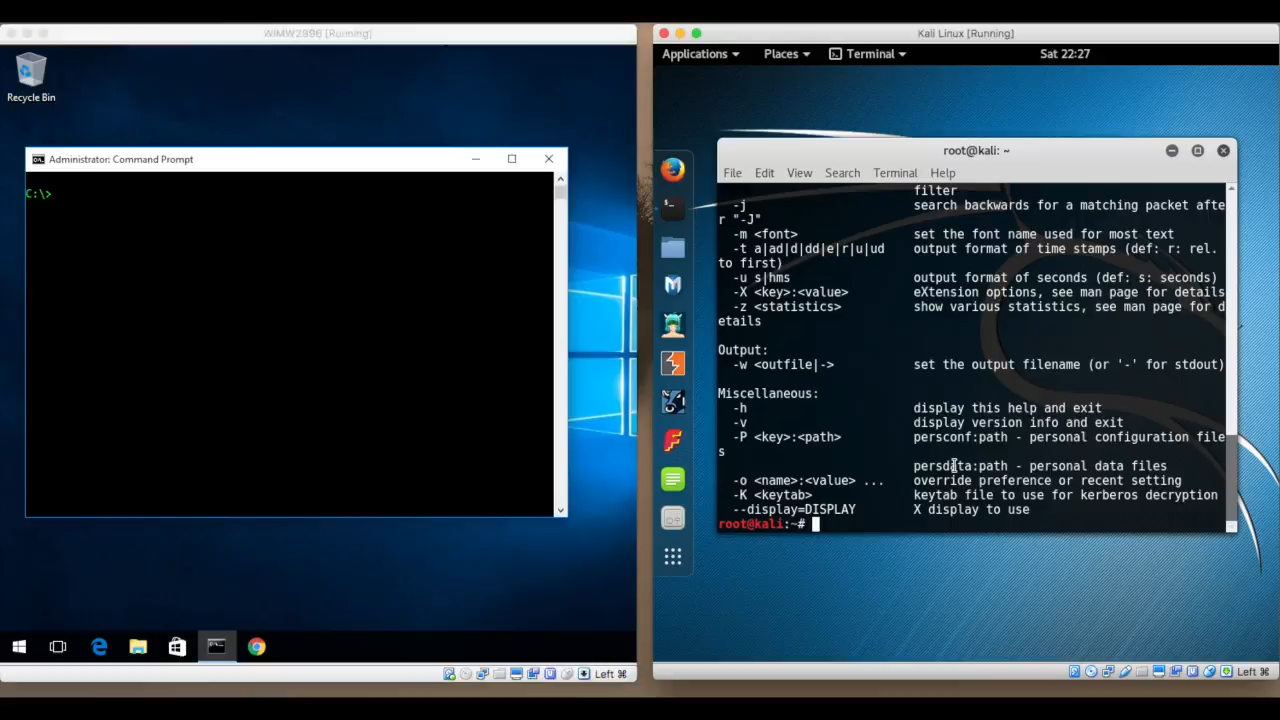 WIMW2896 [Running]
Recycle Bin
Administrator: Command Prompt
C:\>
Left ⌘
Kali Linux [Running]
Applications Places Terminal Sat 22:27
root@kali: ~
File Edit View Search Terminal Help
filter
-j search backwards for a matching packet afte
r "-J"
-m <font> set the font name used for most text
-t a|ad|d|dd|e|r|u|ud output format of time stamps (def: r: rel.
to first)
-u s|hms output format of seconds (def: s: seconds)
-X <key>:<value> eXtension options, see man page for details
-z <statistics> show various statistics, see man page for d
etails
Output:
-w <outfile|-> set the output filename (or '-' for stdout)
Miscellaneous:
-h display this help and exit
-v display version info and exit
-P <key>:<path> persconf:path - personal configuration file
s
persdata:path - personal data files
-o <name>:<value> ... override preference or recent setting
-K <keytab> keytab file to use for kerberos decryption
--display=DISPLAY X display to use
root@kali:~#
Left ⌘